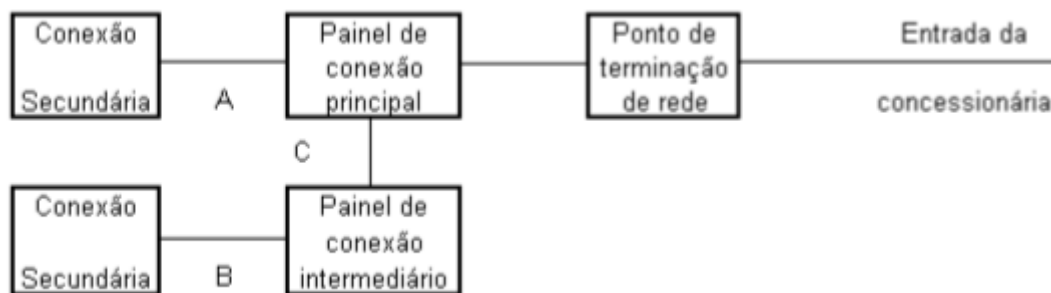 Conexão
Secundária
A
Painel de
conexão
principal
Ponto de
terminação
de rede
Entrada da
concessionária
C
Conexão
Secundária
B
Painel de
conexão
intermediário